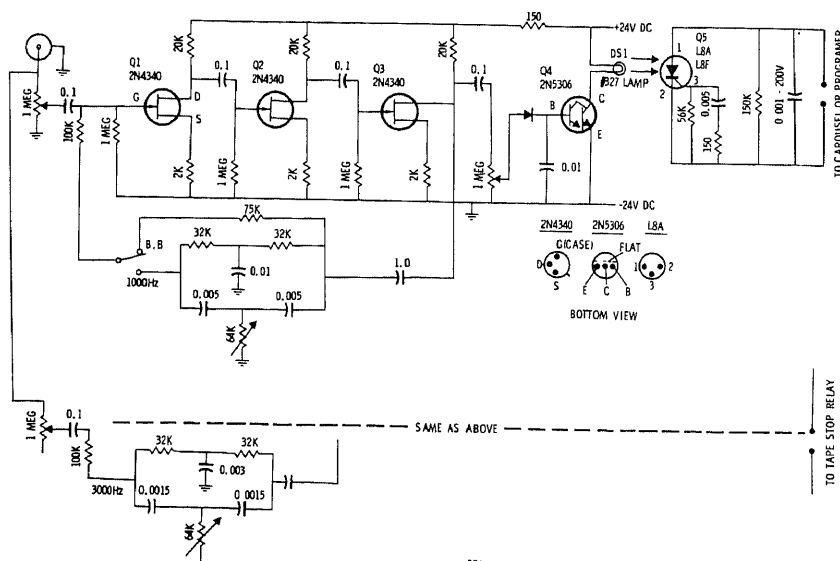 150
+24V DC
20K
20K
20K
DS1
Q5
L8A
L8F
1
Q1
2N4340
0.1
Q2
2N4340
0.1
Q3
2N4340
0.1
Q4
2N5306
C
#327 LAMP
2
3
1 MEG
0.1
G
D
S
B
E
100K
1 MEG
2K
1 MEG
2K
1 MEG
2K
1 MEG
0.01
56K
0.005
150
150K
0 001 - 200V
TO CAROUSEL OR PROGRAMER
-24V DC
75K
B.B
32K
32K
0.01
1000Hz
0.005
0.005
64K
1.0
2N4340
2N5306
L8A
G(CASE)
FLAT
D
S
E
C
B
1
2
3
BOTTOM VIEW
1 MEG
0.1
100K
SAME AS ABOVE
TO TAPE STOP RELAY
32K
32K
0.003
3000Hz
0.0015
0 0015
64K